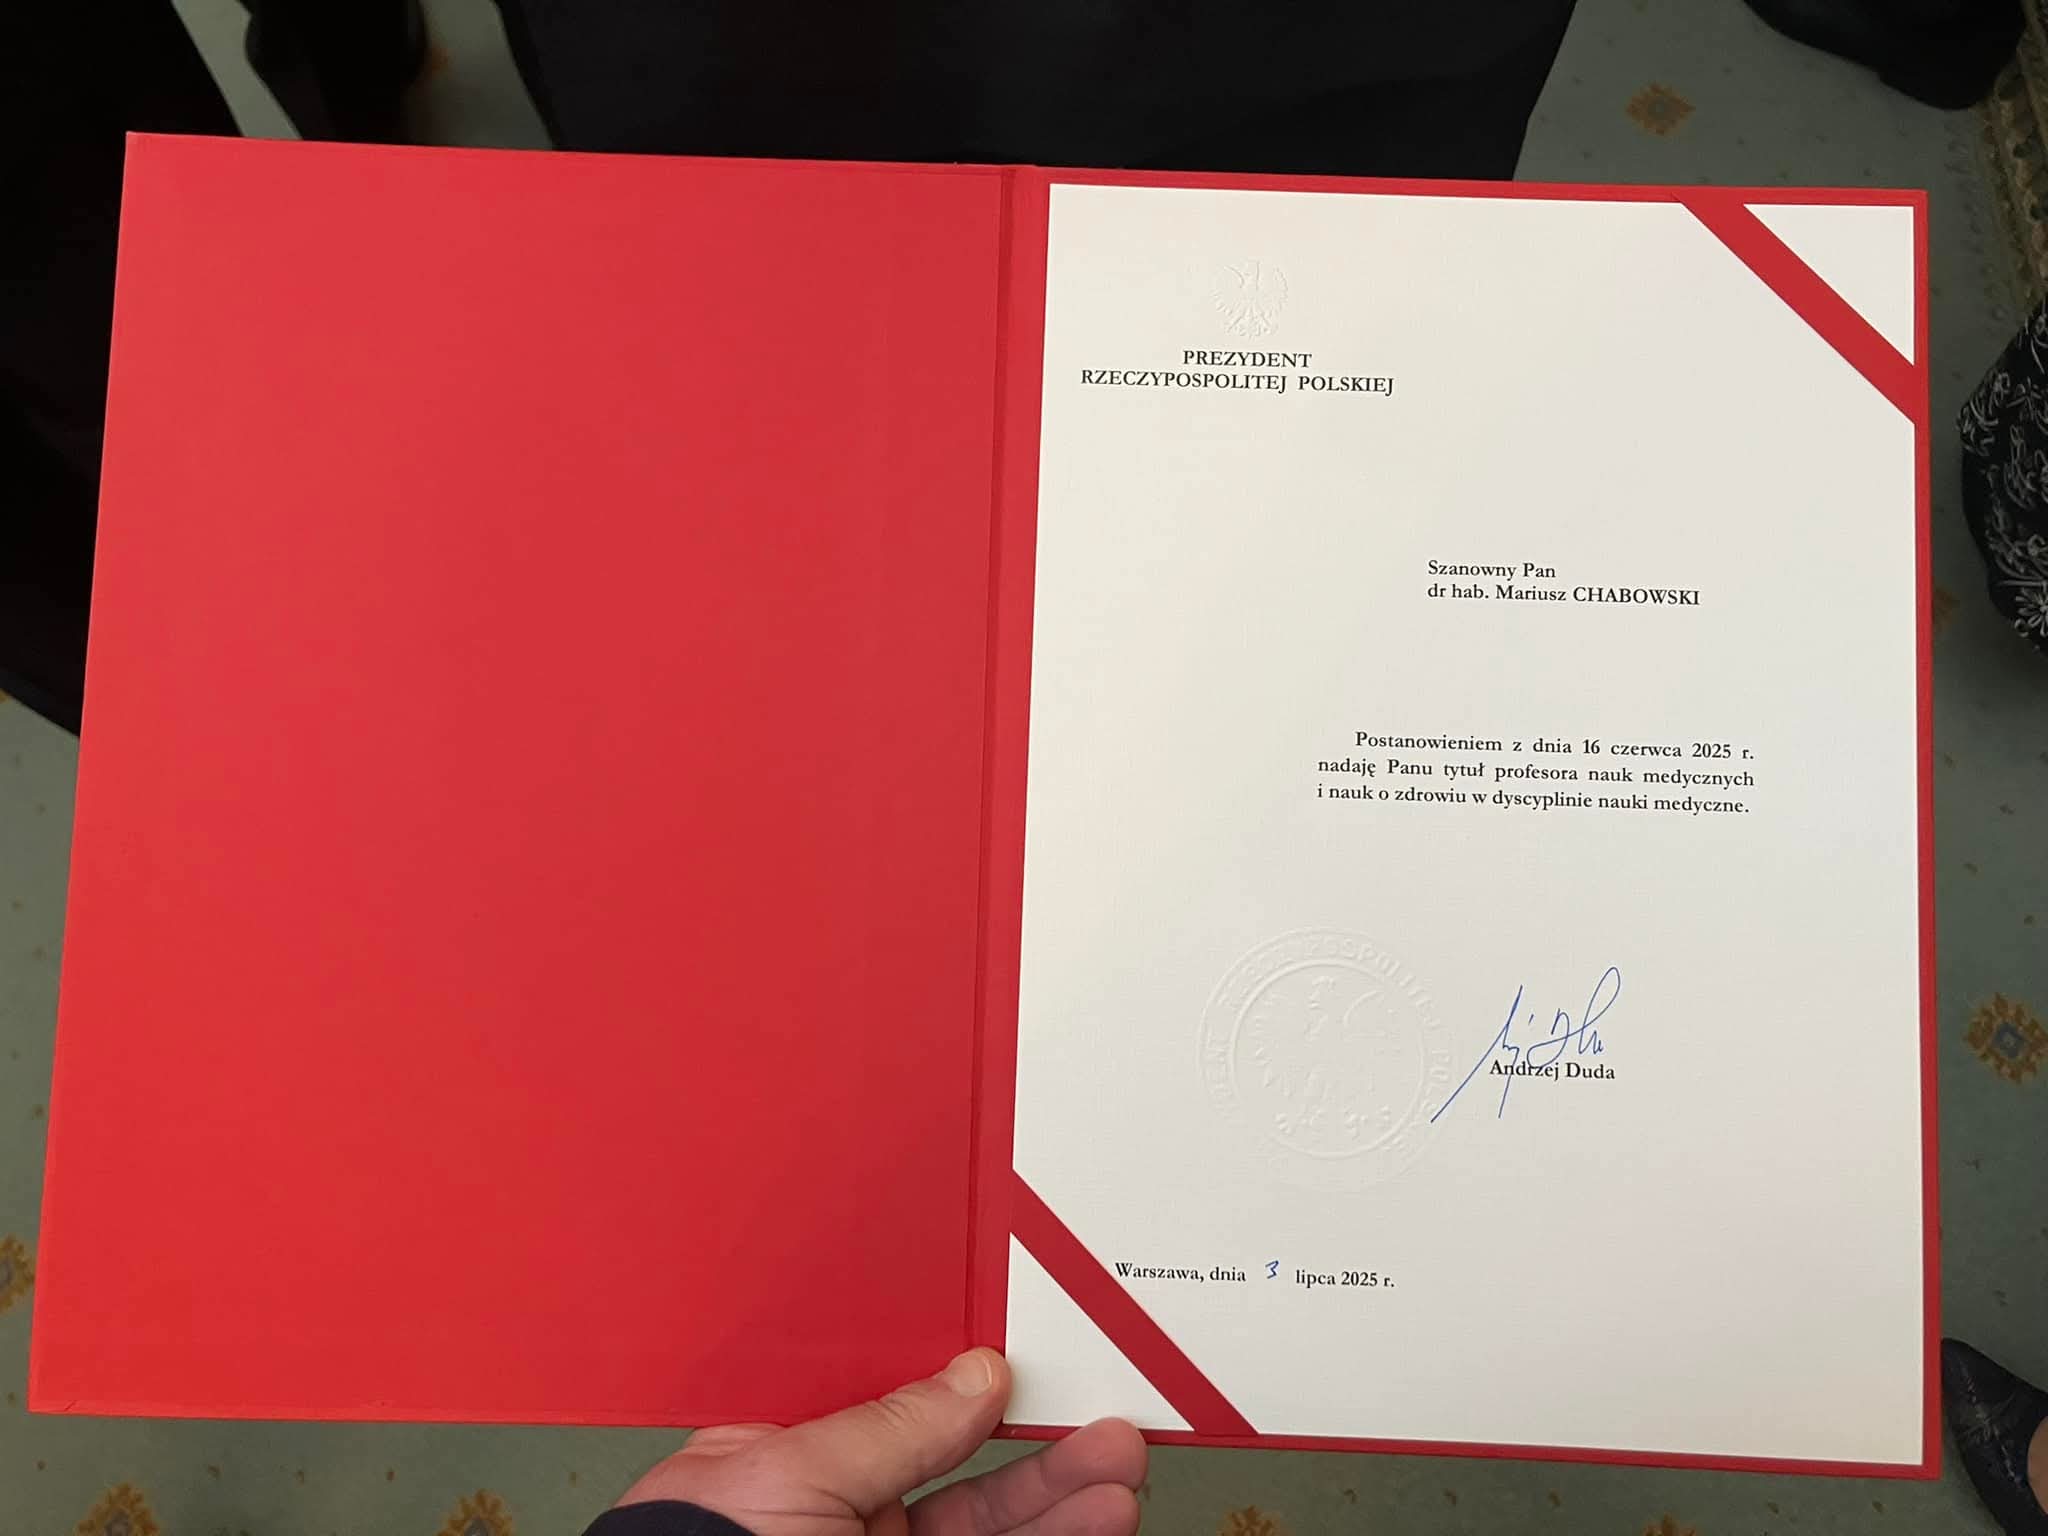 PREZYDENT
RZECZYPOSPOLITEJ POLSKIEJ
Szanowny Pan
dr hab. Mariusz CHABOWSKI
Postanowieniem z dnia 16 czerwca 2025 r.
nadaję Panu tytuł profesora nauk medycznych
i nauk o zdrowiu w dyscyplinie nauki medyczne.
Andrzej Duda
Warszawa, dnia 3 lipca 2025 r.